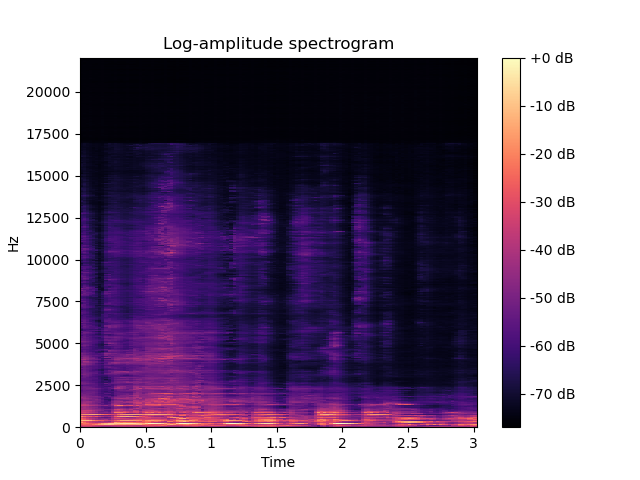 Log-amplitude spectrogram
Hz
20000
17500
15000
12500
10000
7500
5000
2500
0
0 0.5 1 1.5 2 2.5 3
Time
+0 dB
-10 dB
-20 dB
-30 dB
-40 dB
-50 dB
-60 dB
-70 dB